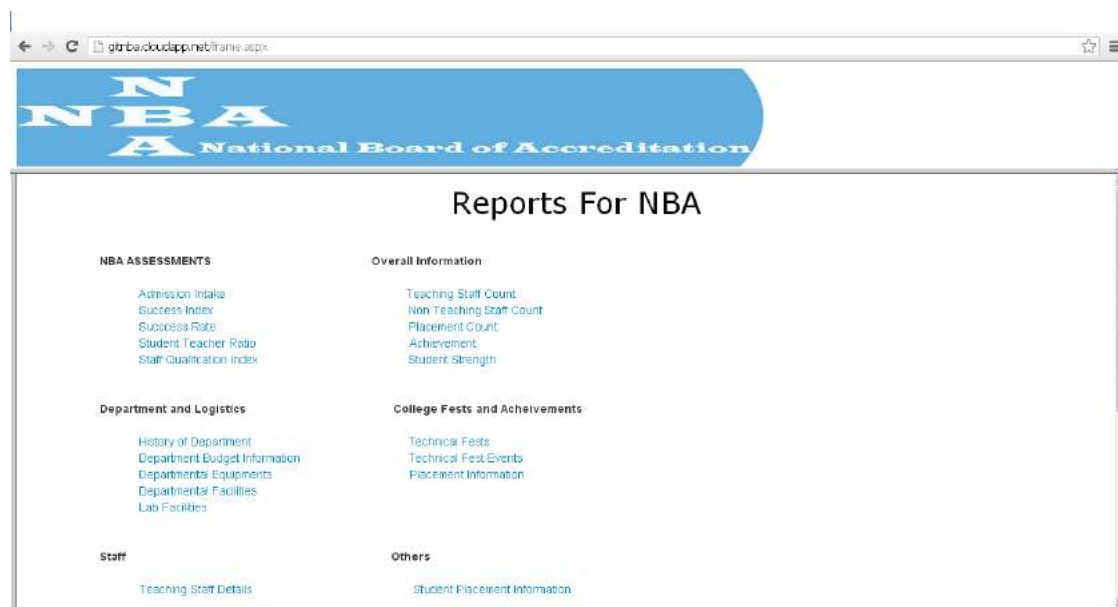 gitnba.cloudapp.net/frame.aspx
N
NBA
A National Board of Accreditation
Reports For NBA
NBA ASSESSMENTS
Admission Intake
Success Index
Succcess Rate
Student Teacher Ratio
Staff Qualification Index
Overall Information
Teaching Staff Count
Non Teaching Staff Count
Placement Count
Achievement
Student Strength
Department and Logistics
History of Department
Department Budget Information
Departmental Equipments
Departmental Facilities
Lab Facilities
College Fests and Acheivements
Technical Fests
Technical Fest Events
Placement Information
Staff
Teaching Staff Details
Others
Student Placement Information